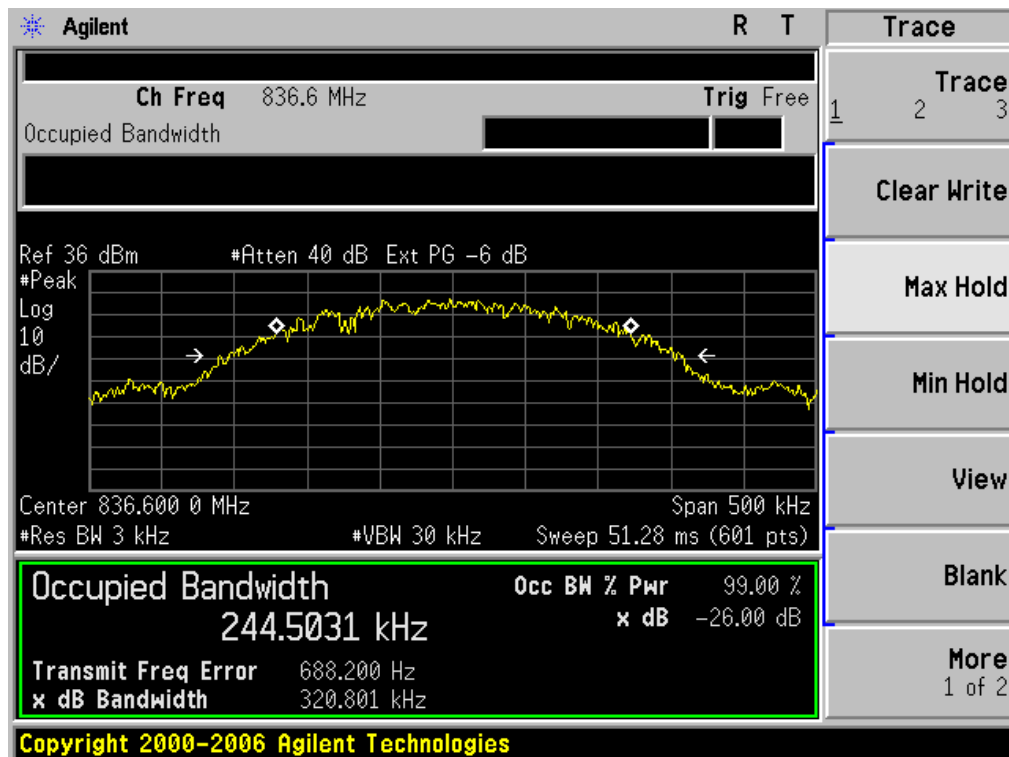 Agilent R T Trace
Ch Freq 836.6 MHz Trig Free
Occupied Bandwidth
Trace
1 2 3
Clear Write
Max Hold
Min Hold
View
Blank
More
1 of 2
Ref 36 dBm #Atten 40 dB Ext PG -6 dB
#Peak
Log
10
dB/
Center 836.600 0 MHz Span 500 kHz
#Res BW 3 kHz #VBW 30 kHz Sweep 51.28 ms (601 pts)
Occupied Bandwidth Occ BW % Pwr 99.00 %
244.5031 kHz x dB -26.00 dB
Transmit Freq Error 688.200 Hz
x dB Bandwidth 320.801 kHz
Copyright 2000-2006 Agilent Technologies